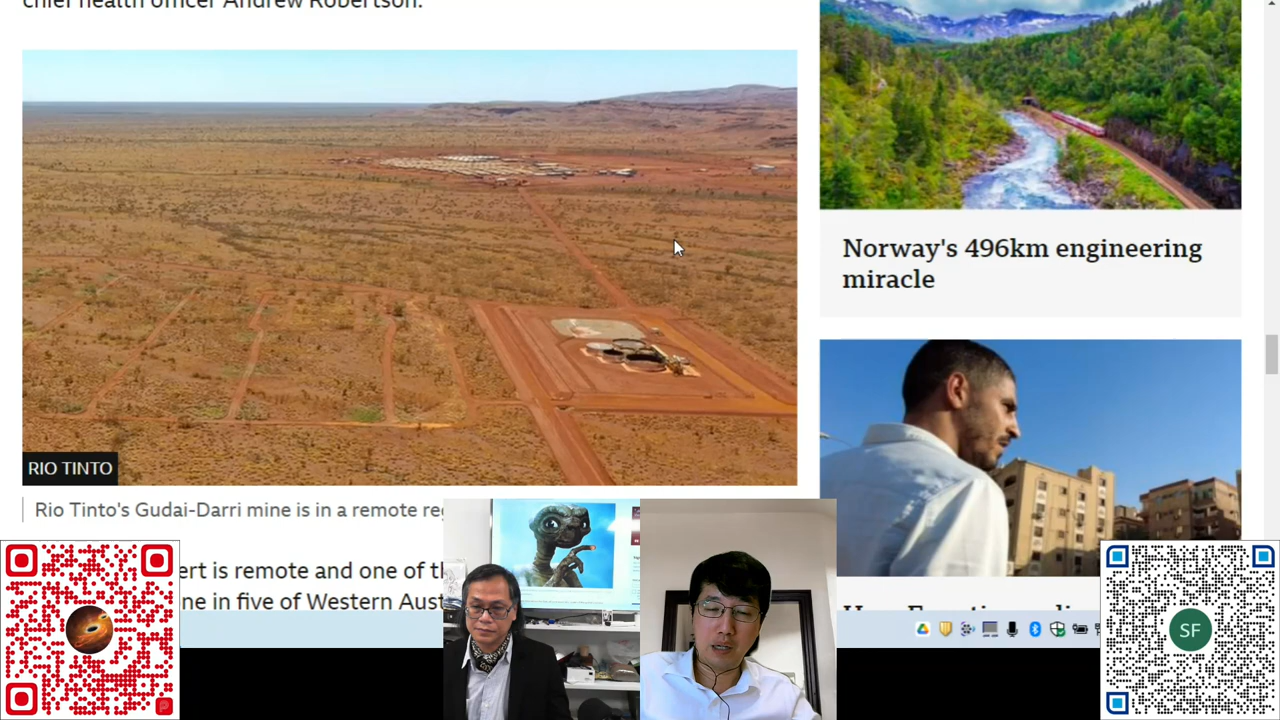 chief health officer Andrew Robertson.
RIO TINTO
Rio Tinto's Gudai-Darri mine is in a remote re
ert is remote and one of t
ne in five of Western Aust
Norway's 496km engineering
miracle
SF